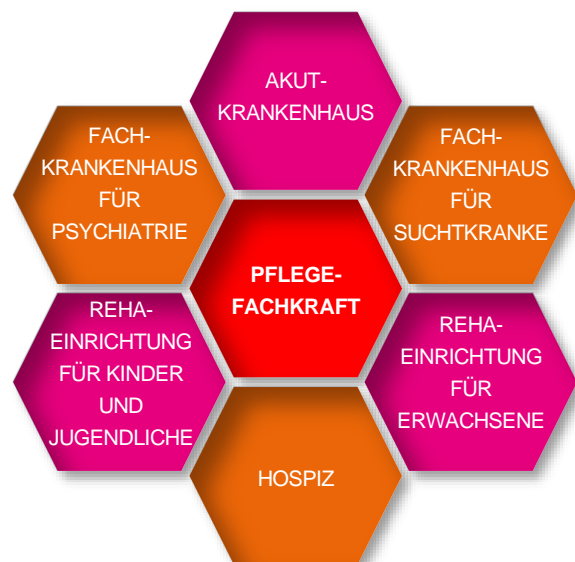 AKUT-
KRANKENHAUS
FACH-
KRANKENHAUS
FÜR
PSYCHIATRIE
FACH-
KRANKENHAUS
FÜR
SUCHTKRANKE
PFLEGE-
FACHKRAFT
REHA-
EINRICHTUNG
FÜR KINDER
UND
JUGENDLICHE
REHA-
EINRICHTUNG
FÜR
ERWACHSENE
HOSPIZ